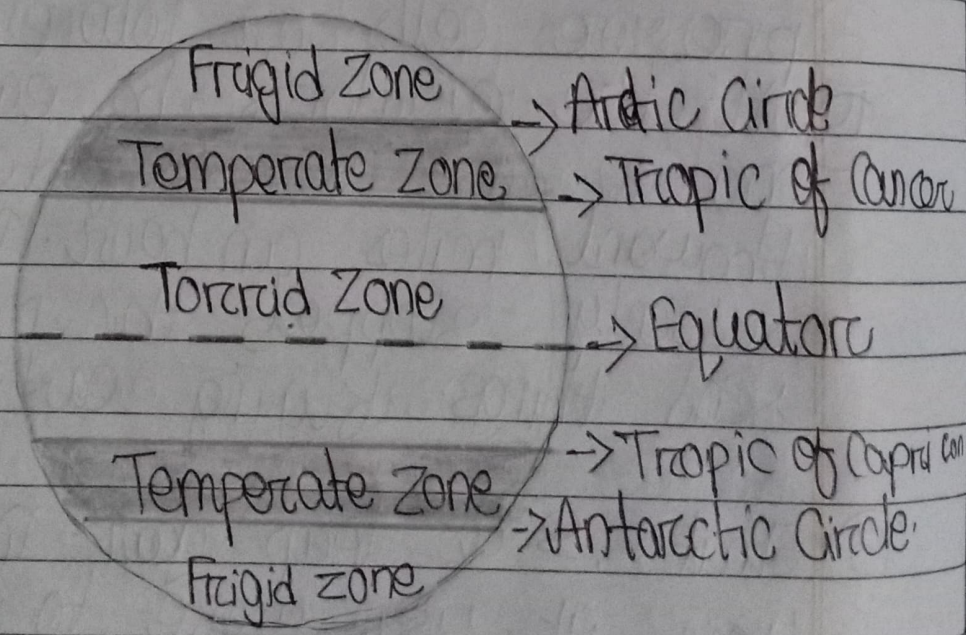 Frigid Zone
Arctic Circle
Temperate Zone
Tropic of Cancer
Torrid Zone
Equator
Tropic of Capricon
Temperate Zone
Antarctic Circle.
Frigid zone